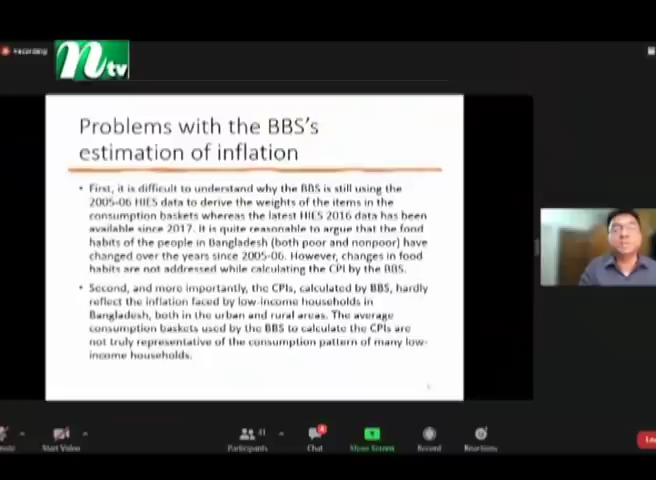 recording
ntv
Problems with the BBS's
estimation of inflation
• First, it is difficult to understand why the BBS is still using the
2005-06 HIES data to derive the weights of the items in the
consumption baskets whereas the latest HIES 2016 data has been
available since 2017. It is quite reasonable to argue that the food
habits of the people in Bangladesh (both poor and nonpoor) have
changed over the years since 2005-06. However, changes in food
habits are not addressed while calculating the CPI by the BBS.
• Second, and more importantly, the CPIs, calculated by BBS, hardly
reflect the inflation faced by low-income households in
Bangladesh, both in the urban and rural areas. The average
consumption baskets used by the BBS to calculate the CPIs are
not truly representative of the consumption pattern of many low-
income households.
Start Video
Participants
41
Chat
Share Screen
Record
Reactions